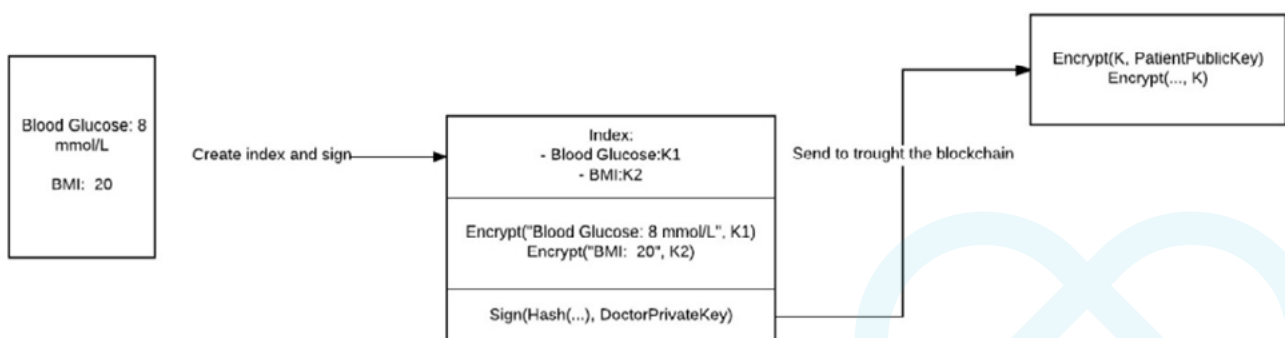 Blood Glucose: 8
mmol/L
BMI:  20
Create index and sign
Index:
- Blood Glucose:K1
- BMI:K2
Encrypt("Blood Glucose: 8 mmol/L", K1)
Encrypt("BMI:  20", K2)
Sign(Hash(...), DoctorPrivateKey)
Send to trought the blockchain
Encrypt(K, PatientPublicKey)
Encrypt(..., K)